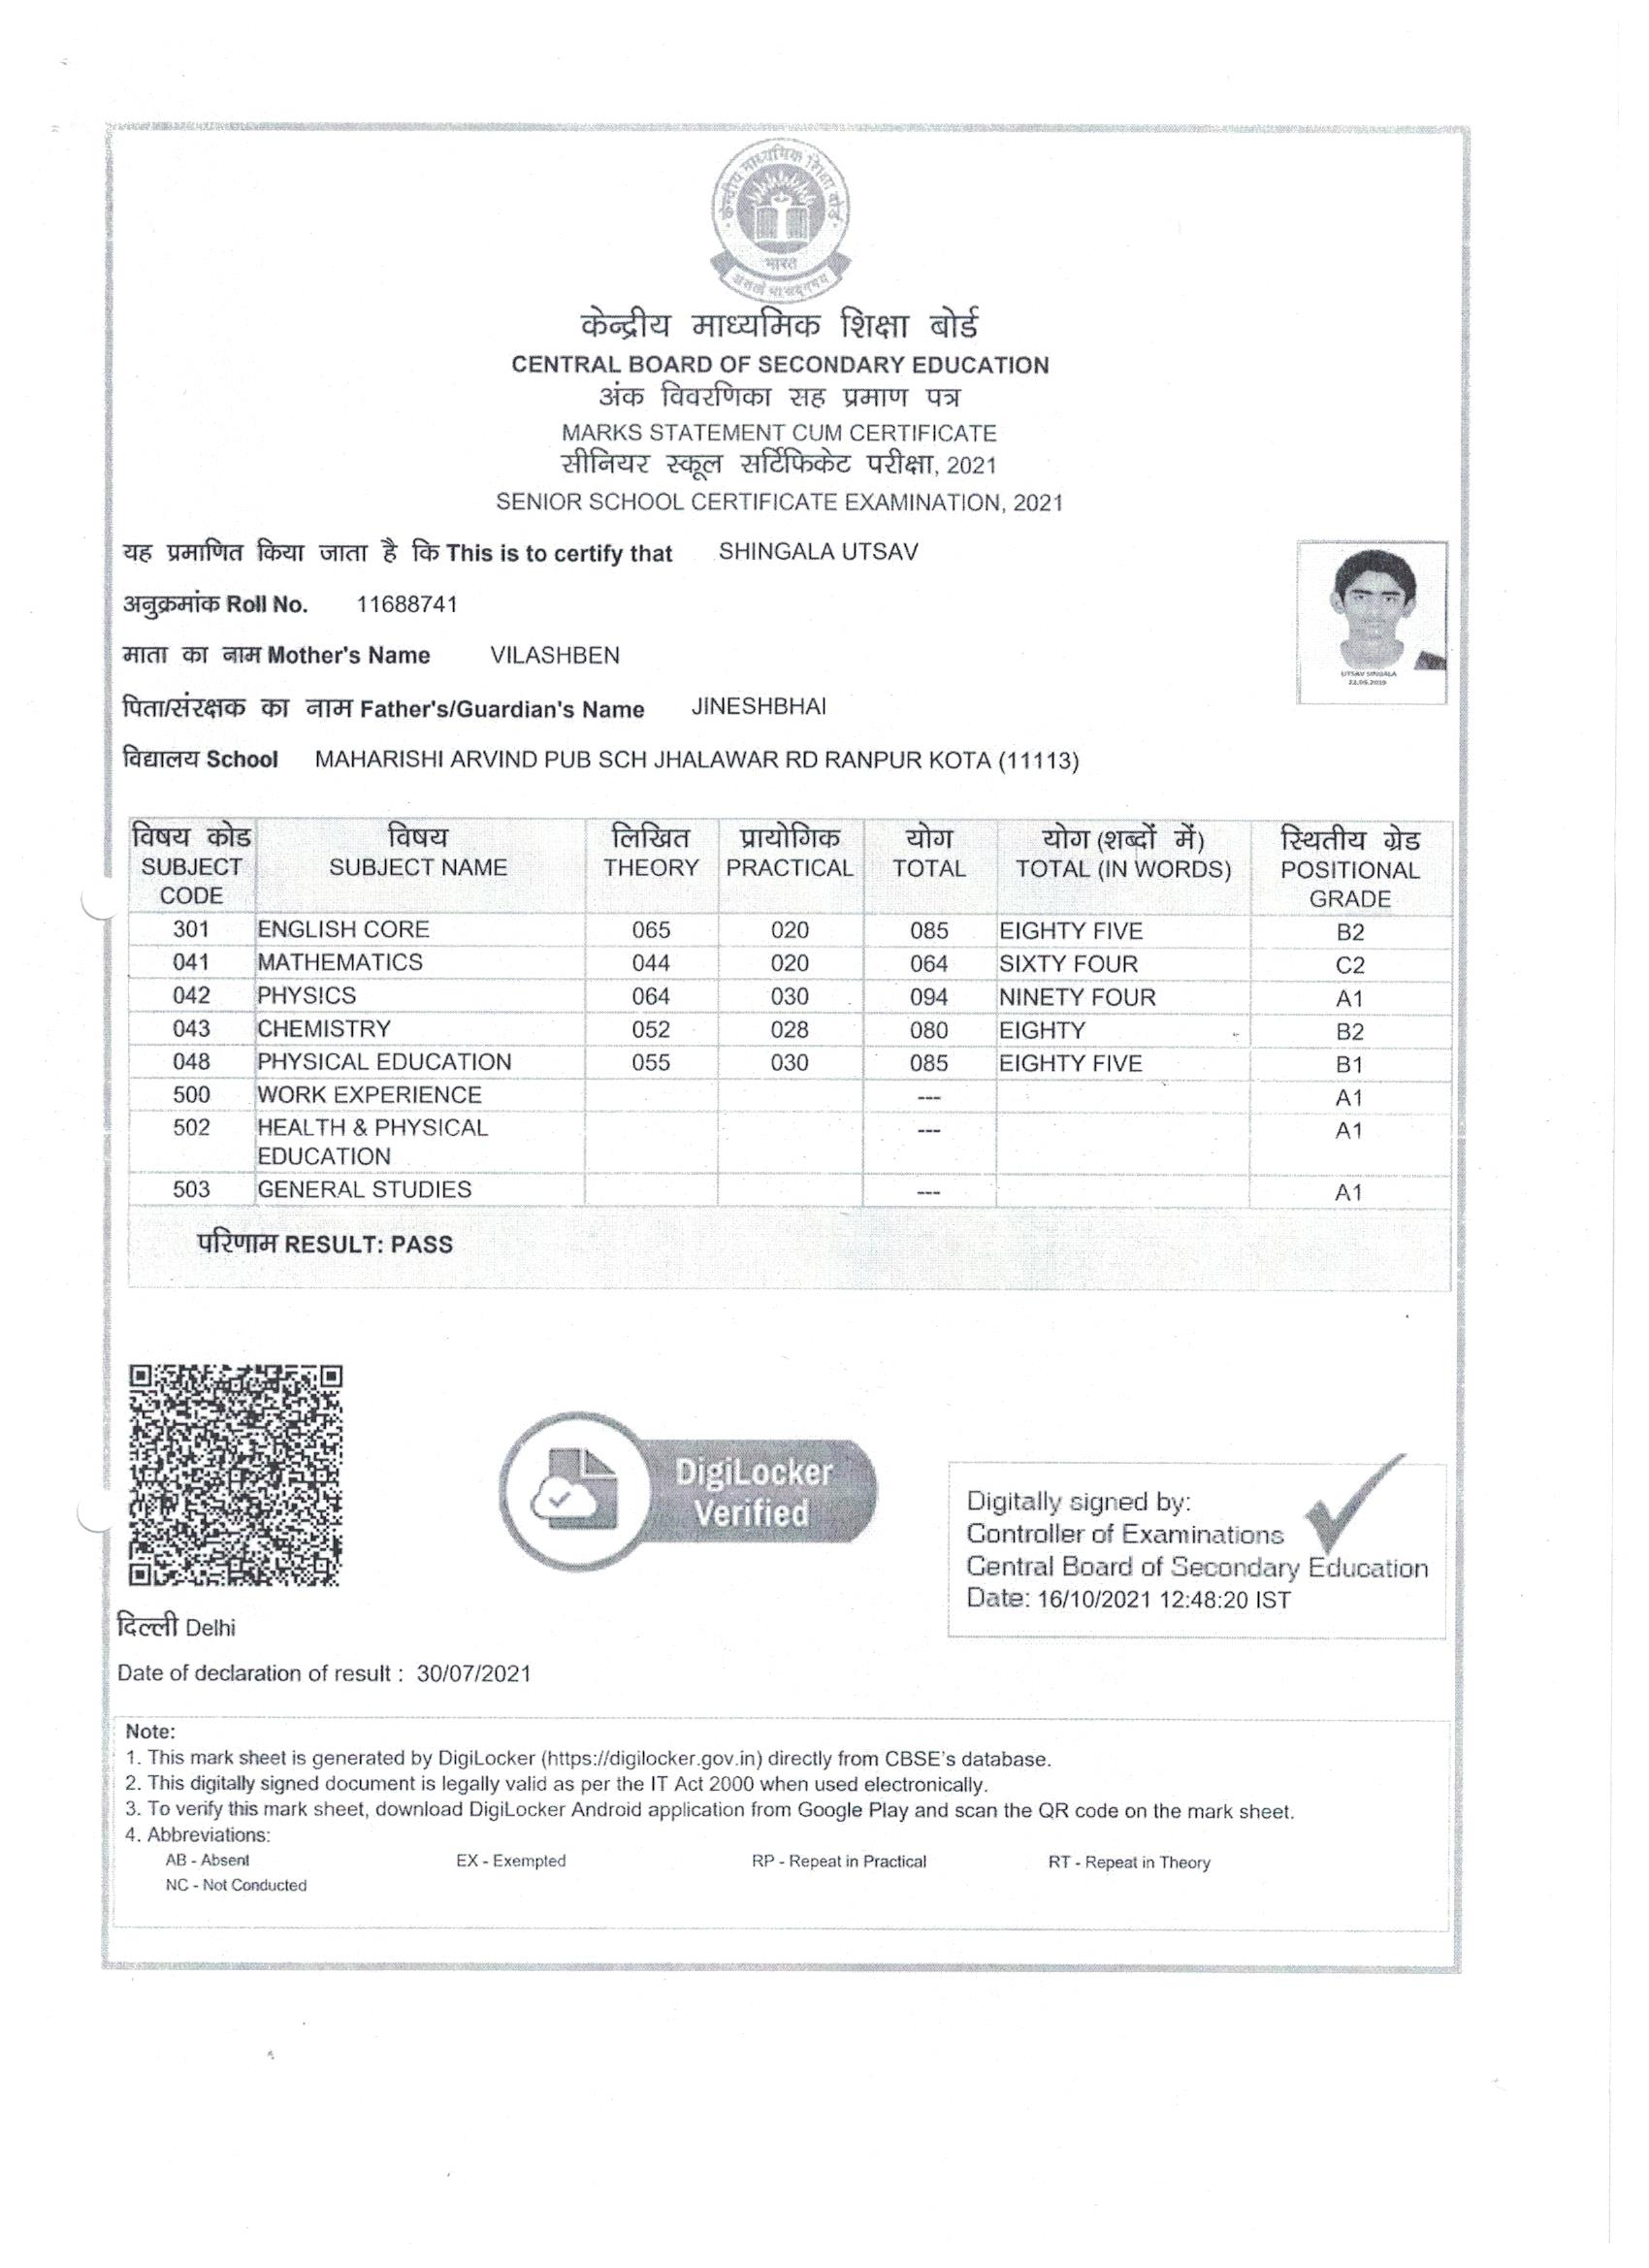 केन्द्रीय माध्यमिक शिक्षा बोर्ड
भारत
केन्द्रीय माध्यमिक शिक्षा बोर्ड
CENTRAL BOARD OF SECONDARY EDUCATION
अंक विवरणिका सह प्रमाण पत्र
MARKS STATEMENT CUM CERTIFICATE
सीनियर स्कूल सर्टिफिकेट परीक्षा, 2021
SENIOR SCHOOL CERTIFICATE EXAMINATION, 2021
यह प्रमाणित किया जाता है कि This is to certify that SHINGALA UTSAV
अनुक्रमांक Roll No. 11688741
माता का नाम Mother's Name VILASHBEN
पिता/संरक्षक का नाम Father's/Guardian's Name JINESHBHAI
विद्यालय School MAHARISHI ARVIND PUB SCH JHALAWAR RD RANPUR KOTA (11113)
विषय कोड विषय लिखित प्रायोगिक योग योग (शब्दों में) स्थितीय ग्रेड
SUBJECT CODE SUBJECT NAME THEORY PRACTICAL TOTAL TOTAL (IN WORDS) POSITIONAL GRADE
301 ENGLISH CORE 065 020 085 EIGHTY FIVE B2
041 MATHEMATICS 044 020 064 SIXTY FOUR C2
042 PHYSICS 064 030 094 NINETY FOUR A1
043 CHEMISTRY 052 028 080 EIGHTY B2
048 PHYSICAL EDUCATION 055 030 085 EIGHTY FIVE B1
500 WORK EXPERIENCE --- A1
502 HEALTH & PHYSICAL EDUCATION --- A1
503 GENERAL STUDIES --- A1
परिणाम RESULT: PASS
DigiLocker
Verified
Digitally signed by:
Controller of Examinations
Central Board of Secondary Education
Date: 16/10/2021 12:48:20 IST
दिल्ली Delhi
Date of declaration of result : 30/07/2021
Note:
1. This mark sheet is generated by DigiLocker (https://digilocker.gov.in) directly from CBSE's database.
2. This digitally signed document is legally valid as per the IT Act 2000 when used electronically.
3. To verify this mark sheet, download DigiLocker Android application from Google Play and scan the QR code on the mark sheet.
4. Abbreviations:
AB - Absent EX - Exempted RP - Repeat in Practical RT - Repeat in Theory
NC - Not Conducted